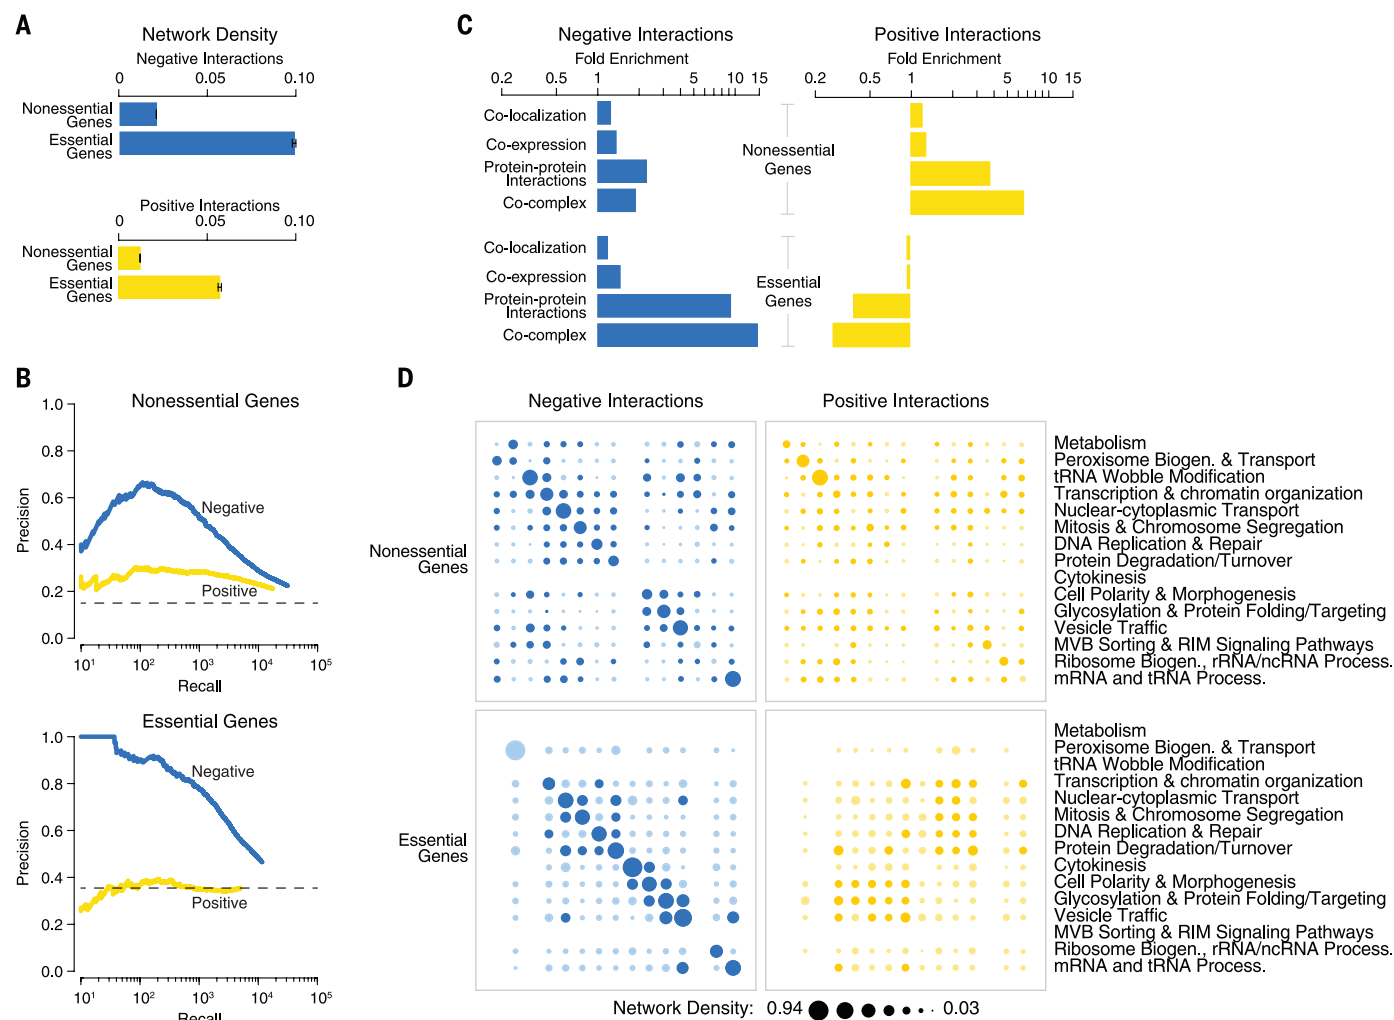 A
Network Density
Negative Interactions
0 0.05 0.10
Nonessential
Genes
Essential
Genes
Positive Interactions
0 0.05 0.10
Nonessential
Genes
Essential
Genes
C
Negative Interactions
Fold Enrichment
0.2 0.5 1 5 10 15
Positive Interactions
Fold Enrichment
0.2 0.5 1 5 10 15
Co-localization
Co-expression
Protein-protein
Interactions
Co-complex
Nonessential
Genes
Co-localization
Co-expression
Protein-protein
Interactions
Co-complex
Essential
Genes
B
Nonessential Genes
1.0
0.8
0.6
0.4
0.2
0.0
Precision
Negative
Positive
10¹ 10² 10³ 10⁴ 10⁵
Recall
Essential Genes
1.0
0.8
0.6
0.4
0.2
0.0
Precision
Negative
Positive
10¹ 10² 10³ 10⁴ 10⁵
Recall
D
Negative Interactions
Positive Interactions
Nonessential
Genes
Metabolism
Peroxisome Biogen. & Transport
tRNA Wobble Modification
Transcription & chromatin organization
Nuclear-cytoplasmic Transport
Mitosis & Chromosome Segregation
DNA Replication & Repair
Protein Degradation/Turnover
Cytokinesis
Cell Polarity & Morphogenesis
Glycosylation & Protein Folding/Targeting
Vesicle Traffic
MVB Sorting & RIM Signaling Pathways
Ribosome Biogen., rRNA/ncRNA Process.
mRNA and tRNA Process.
Essential
Genes
Metabolism
Peroxisome Biogen. & Transport
tRNA Wobble Modification
Transcription & chromatin organization
Nuclear-cytoplasmic Transport
Mitosis & Chromosome Segregation
DNA Replication & Repair
Protein Degradation/Turnover
Cytokinesis
Cell Polarity & Morphogenesis
Glycosylation & Protein Folding/Targeting
Vesicle Traffic
MVB Sorting & RIM Signaling Pathways
Ribosome Biogen., rRNA/ncRNA Process.
mRNA and tRNA Process.
Network Density: 0.94 0.03